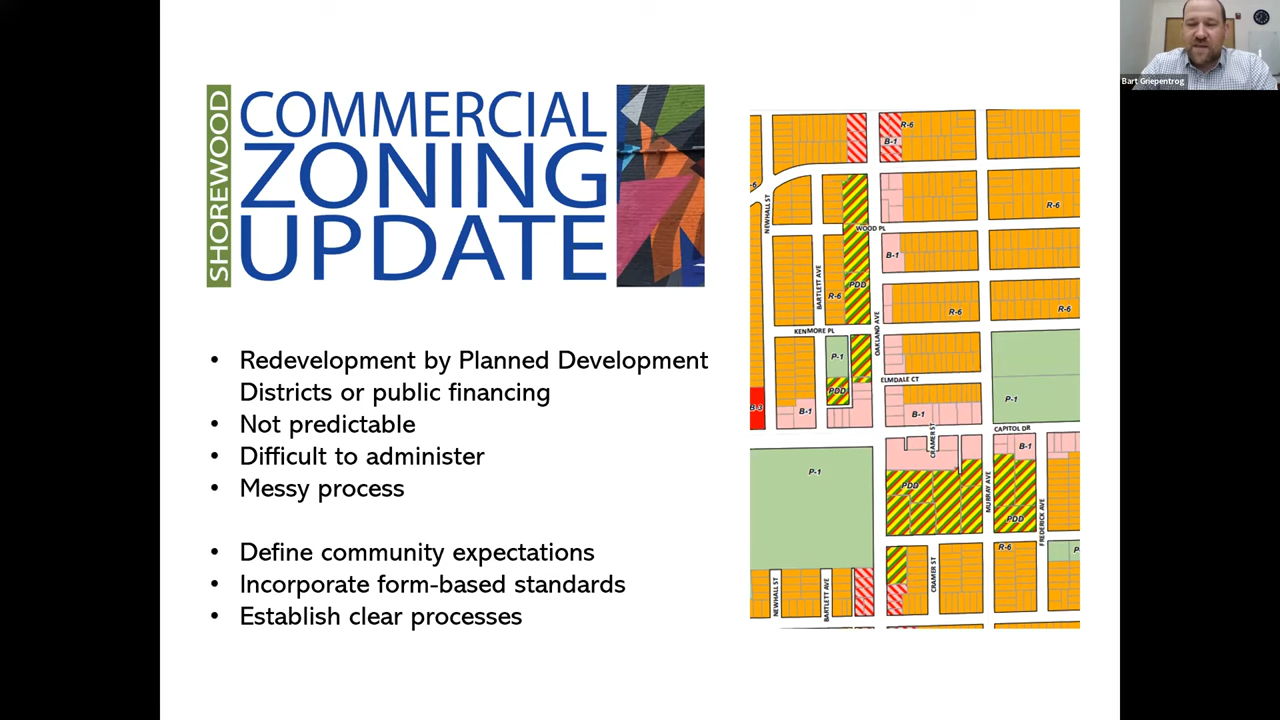 Bart Griepentrog
SHOREWOOD
COMMERCIAL
ZONING
UPDATE
• Redevelopment by Planned Development
Districts or public financing
• Not predictable
• Difficult to administer
• Messy process
• Define community expectations
• Incorporate form-based standards
• Establish clear processes
R-6
B-1
-6
R-6
NEWHALL ST
WOOD PL
B-1
BARTLETT AVE
PDD
R-6
R-6
R-6
OAKLAND AVE
KENMORE PL
P-1
ELMDALE CT
PDD
P-1
B-3
B-1
B-1
CAPITOL DR
CRAMER ST
B-1
P-1
PDD
MURRAY AVE
PDD
FREDERICK AVE
R-6
P-
CRAMER ST
NEWHALL ST
BARTLETT AVE